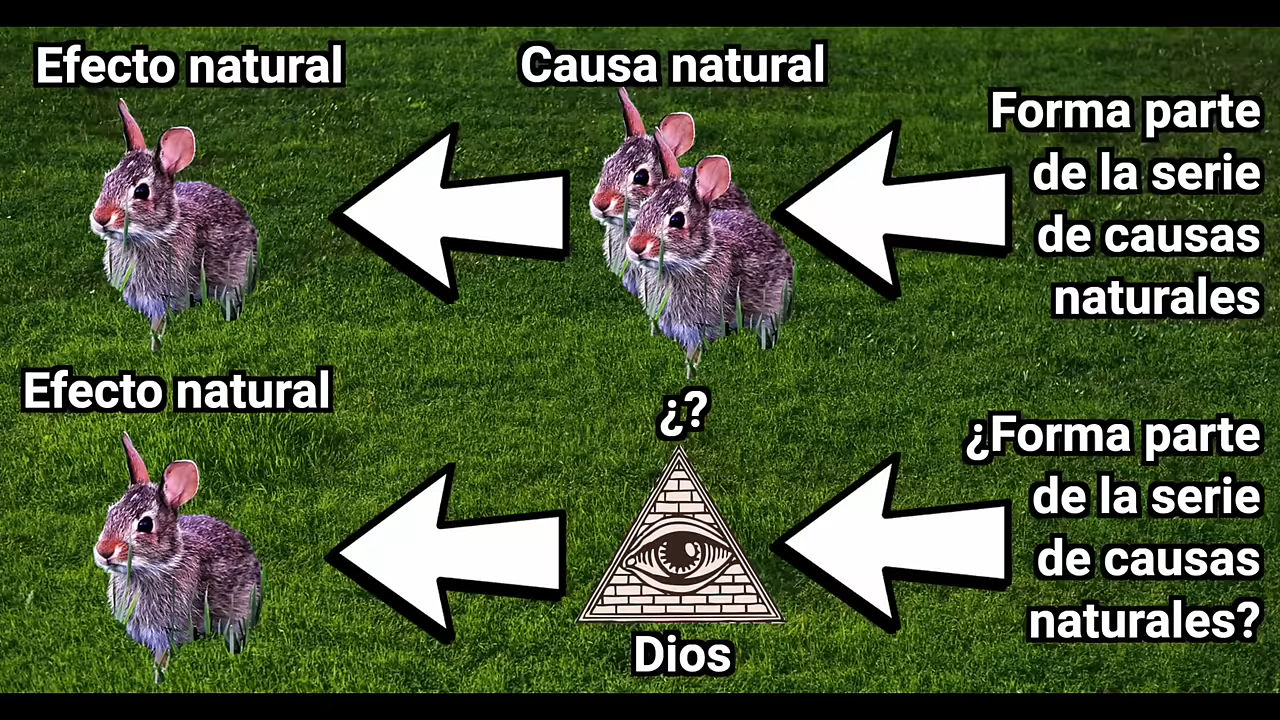 Efecto natural
Causa natural
Forma parte
de la serie
de causas
naturales
Efecto natural
¿?
¿Forma parte
de la serie
de causas
naturales?
Dios